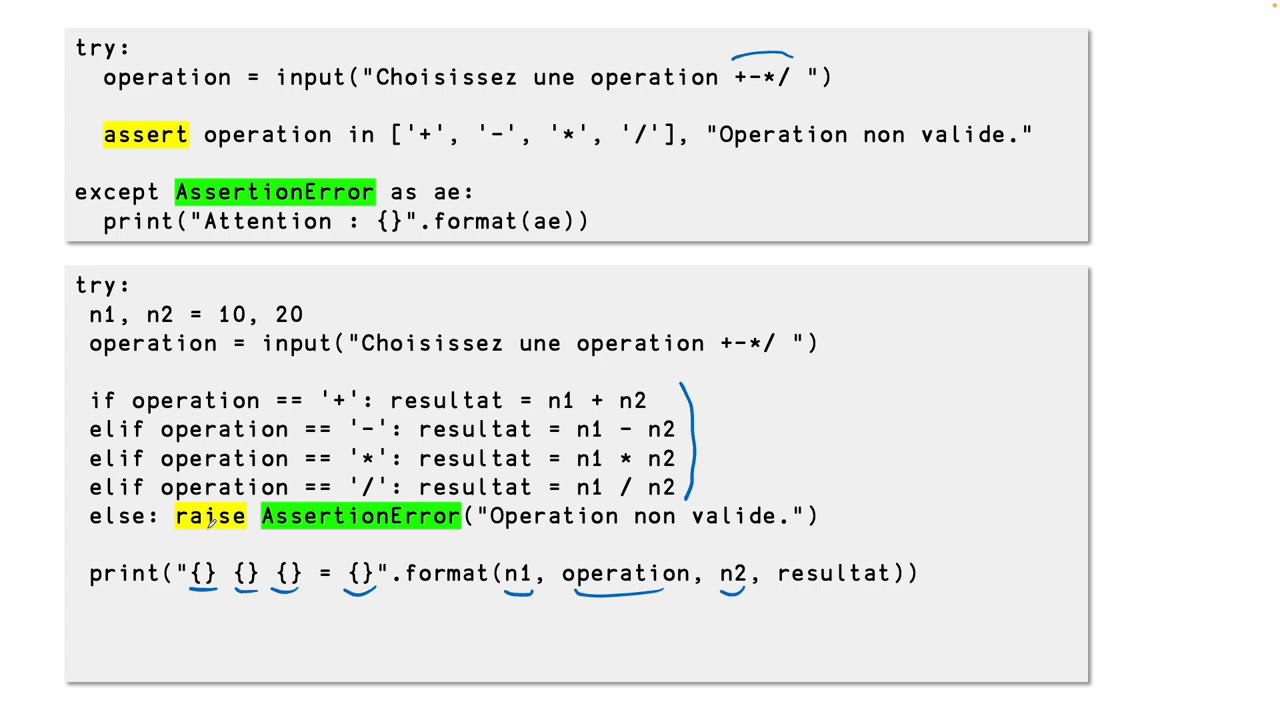 try:
  operation = input("Choisissez une operation +-*/ ")
  assert operation in ['+', '-', '*', '/'], "Operation non valide."
except AssertionError as ae:
  print("Attention : {}".format(ae))
try:
 n1, n2 = 10, 20
 operation = input("Choisissez une operation +-*/ ")
 if operation == '+': resultat = n1 + n2
 elif operation == '-': resultat = n1 - n2
 elif operation == '*': resultat = n1 * n2
 elif operation == '/': resultat = n1 / n2
 else: raise AssertionError("Operation non valide.")
 print("{} {} {} = {}".format(n1, operation, n2, resultat))